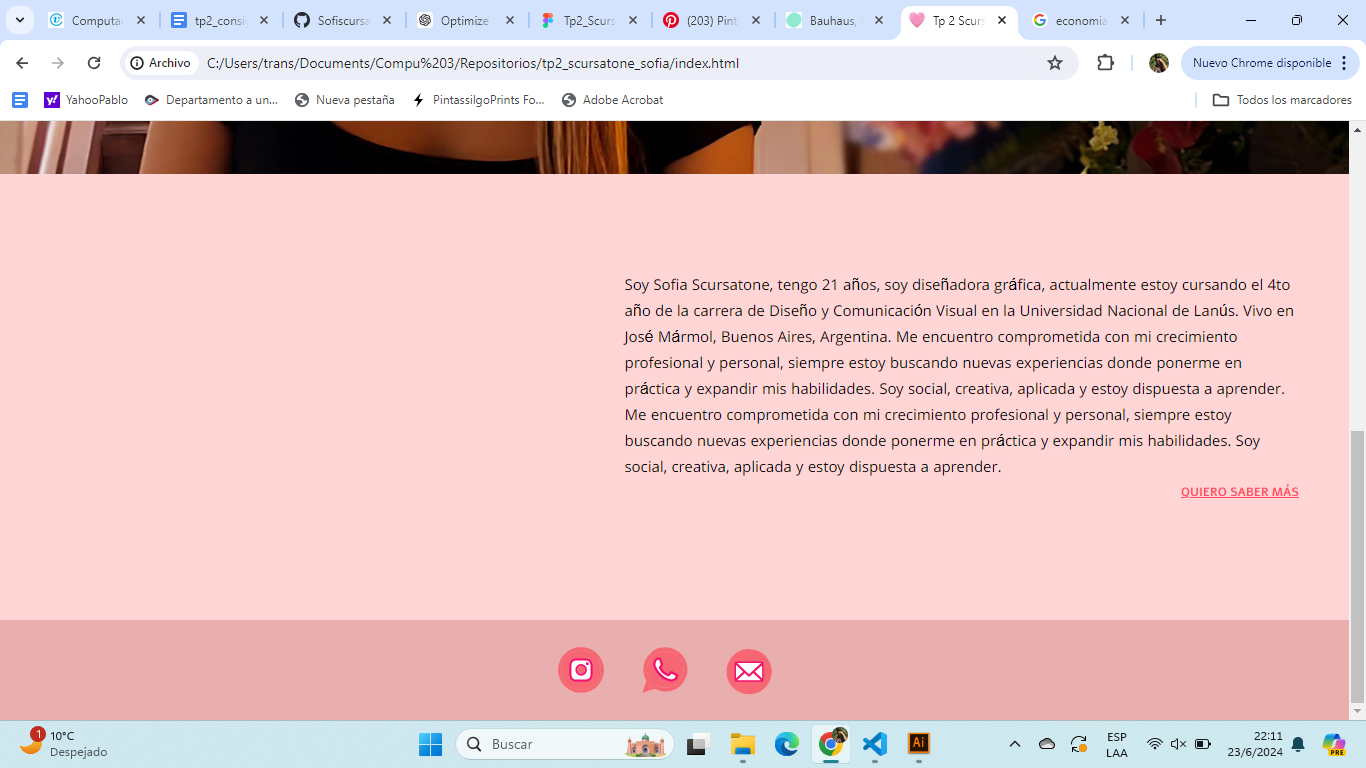 Computac
tp2_consig
Sofiscursa
Optimize
Tp2_Scurs
(203) Pint
Bauhaus,
Tp 2 Scurs
economia
Archivo
C:/Users/trans/Documents/Compu%203/Repositorios/tp2_scursatone_sofia/index.html
Nuevo Chrome disponible
YahooPablo
Departamento a un...
Nueva pestaña
PintassilgoPrints Fo...
Adobe Acrobat
Todos los marcadores
Soy Sofia Scursatone, tengo 21 años, soy diseñadora gráfica, actualmente estoy cursando el 4to
año de la carrera de Diseño y Comunicación Visual en la Universidad Nacional de Lanús. Vivo en
José Mármol, Buenos Aires, Argentina. Me encuentro comprometida con mi crecimiento
profesional y personal, siempre estoy buscando nuevas experiencias donde ponerme en
práctica y expandir mis habilidades. Soy social, creativa, aplicada y estoy dispuesta a aprender.
Me encuentro comprometida con mi crecimiento profesional y personal, siempre estoy
buscando nuevas experiencias donde ponerme en práctica y expandir mis habilidades. Soy
social, creativa, aplicada y estoy dispuesta a aprender.
QUIERO SABER MÁS
1
10°C
Despejado
Buscar
Ai
ESP
LAA
22:11
23/6/2024
PRE